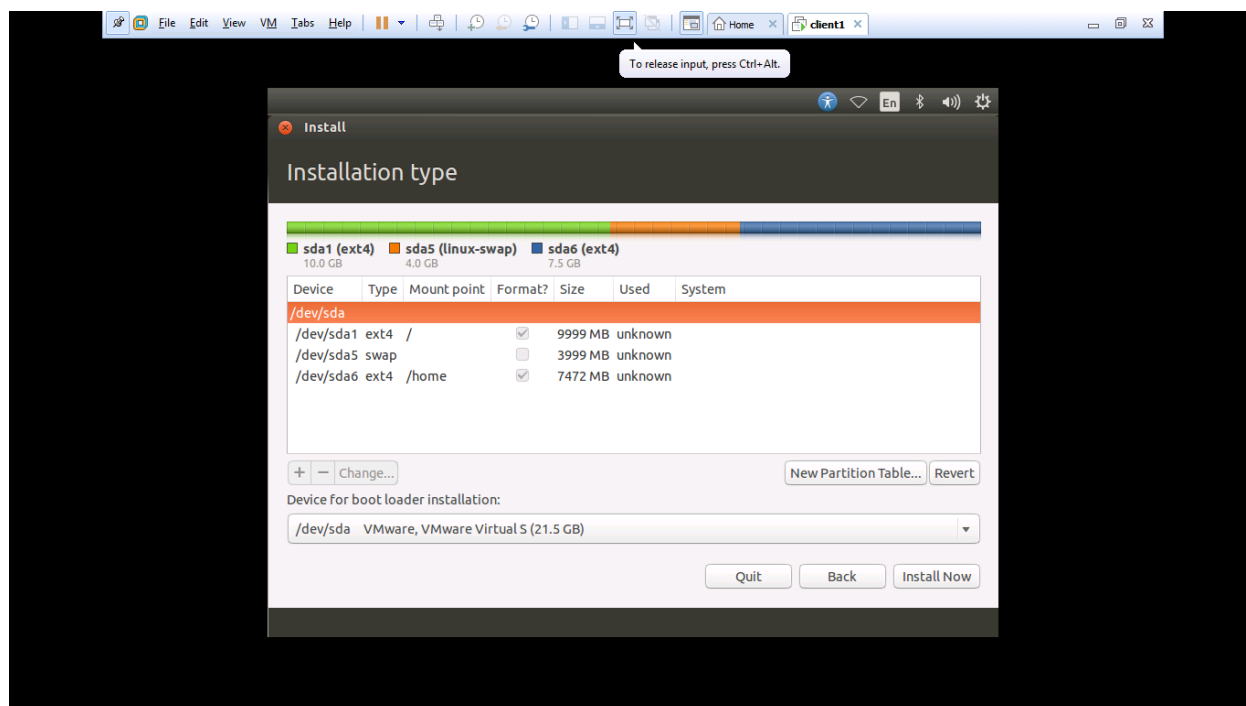 File Edit View VM Tabs Help Home client1
To release input, press Ctrl+Alt.
En
Install
Installation type
sda1 (ext4) sda5 (linux-swap) sda6 (ext4)
10.0 GB 4.0 GB 7.5 GB
Device Type Mount point Format? Size Used System
/dev/sda
/dev/sda1 ext4 / 9999 MB unknown
/dev/sda5 swap 3999 MB unknown
/dev/sda6 ext4 /home 7472 MB unknown
+ − Change... New Partition Table... Revert
Device for boot loader installation:
/dev/sda VMware, VMware Virtual S (21.5 GB)
Quit Back Install Now